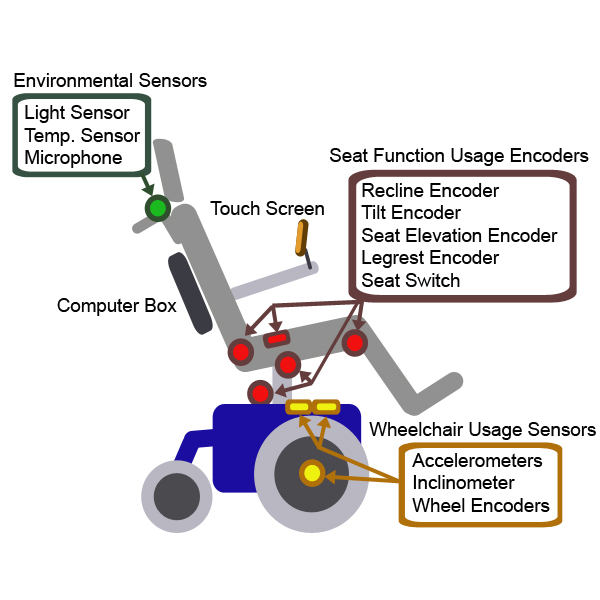 Environmental Sensors
Light Sensor
Temp. Sensor
Microphone
Seat Function Usage Encoders
Recline Encoder
Tilt Encoder
Seat Elevation Encoder
Legrest Encoder
Seat Switch
Touch Screen
Computer Box
Wheelchair Usage Sensors
Accelerometers
Inclinometer
Wheel Encoders